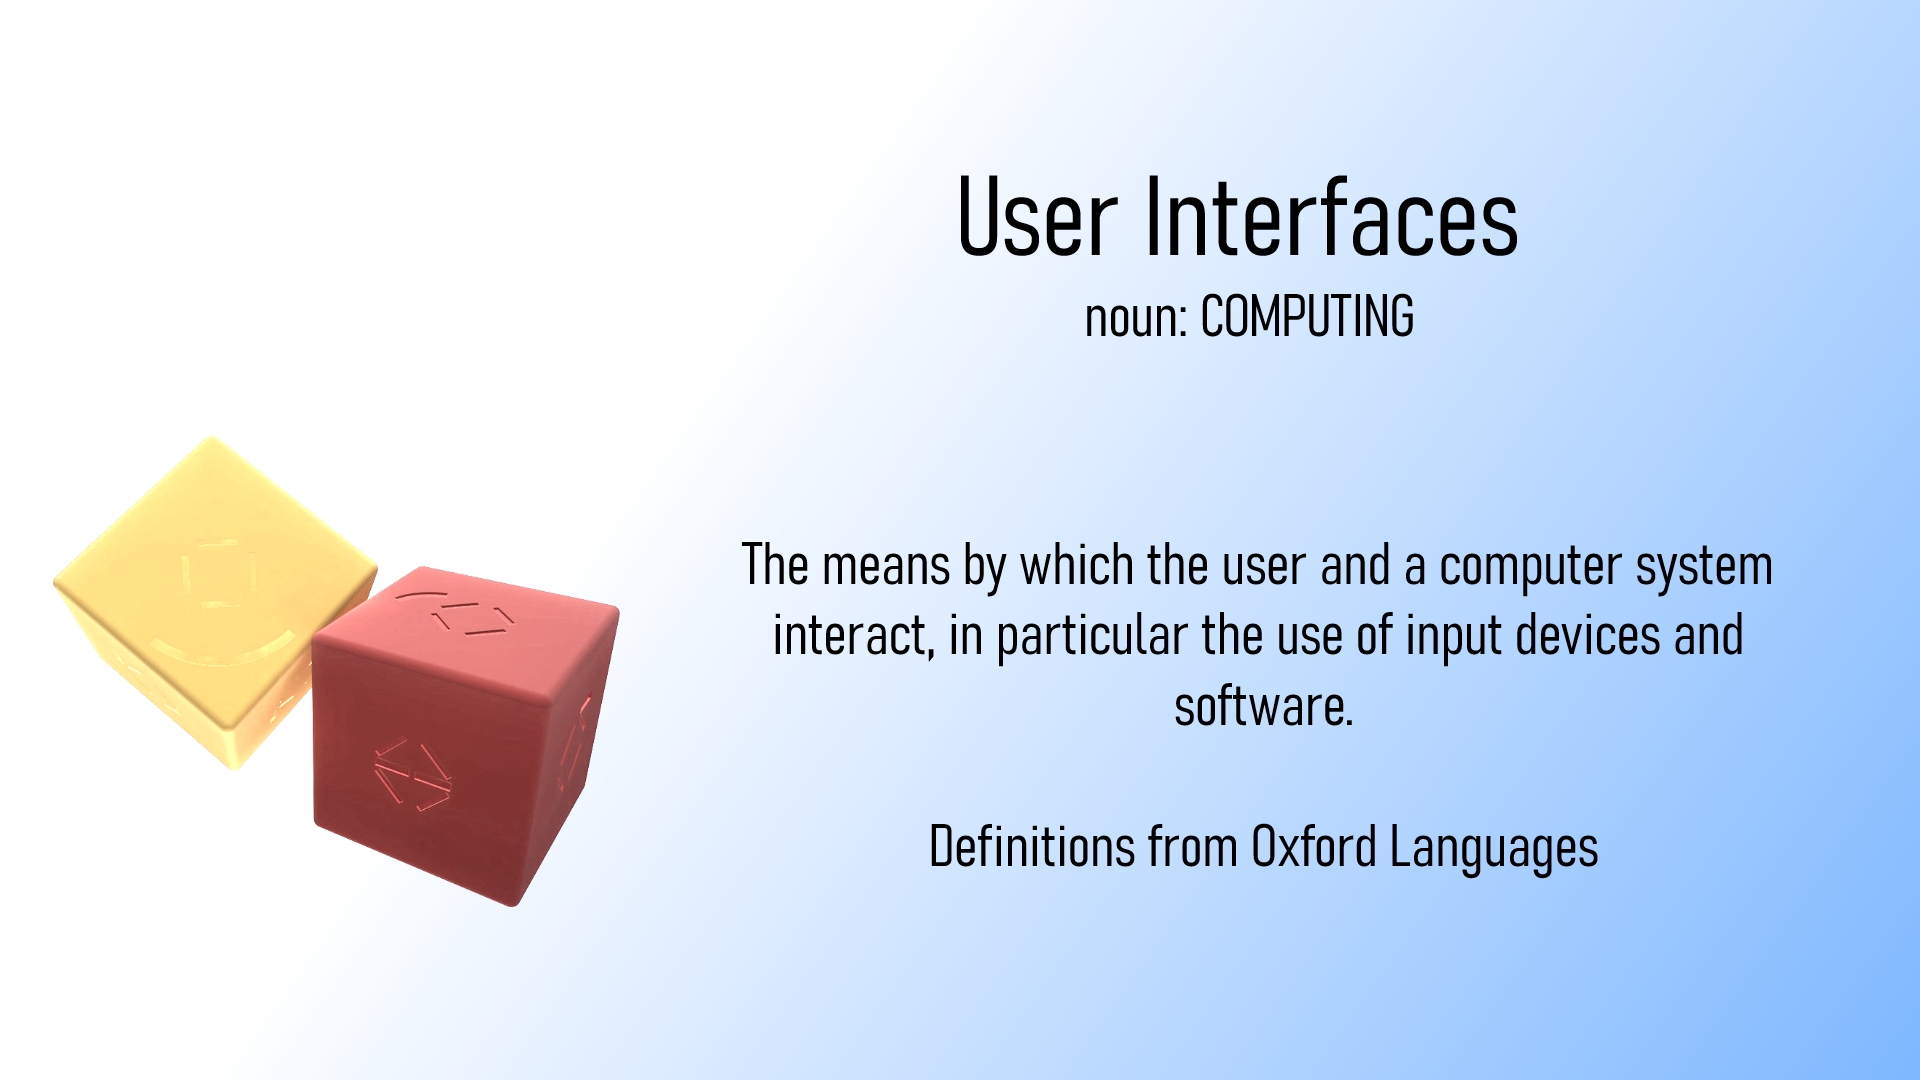 User Interfaces
noun: COMPUTING
The means by which the user and a computer system
interact, in particular the use of input devices and
software.
Definitions from Oxford Languages